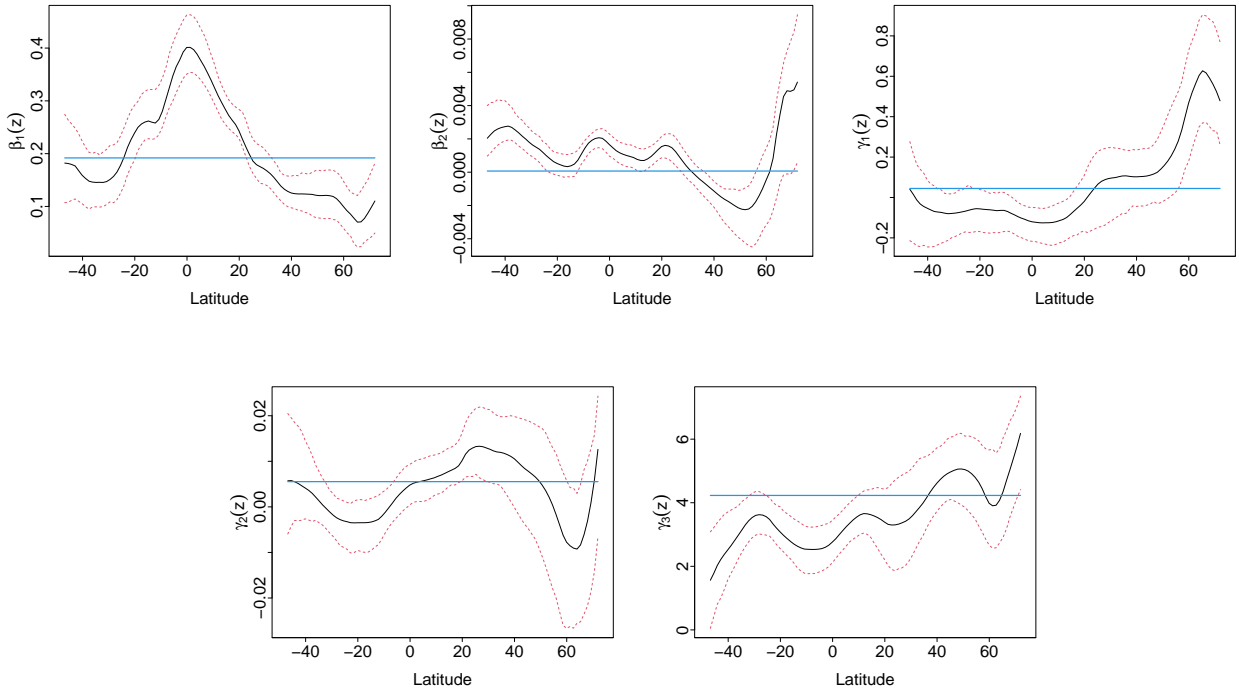 β₁(z)
0.1 0.2 0.3 0.4
−40 −20 0 20 40 60
Latitude
β₂(z)
−0.004 0.000 0.004 0.008
−40 −20 0 20 40 60
Latitude
γ₁(z)
−0.2 0.2 0.4 0.6 0.8
−40 −20 0 20 40 60
Latitude
γ₂(z)
−0.02 0.00 0.02
−40 −20 0 20 40 60
Latitude
γ₃(z)
0 2 4 6
−40 −20 0 20 40 60
Latitude